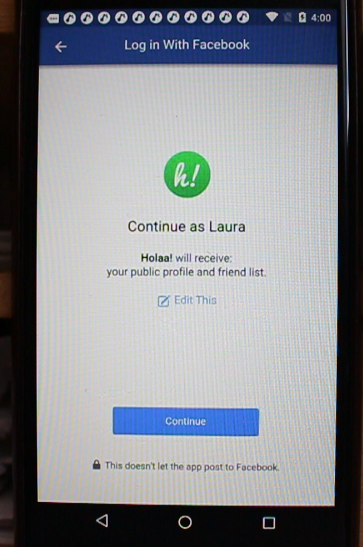 4:00
Log in With Facebook
h!
Continue as Laura
Holaa! will receive:
your public profile and friend list.
Edit This
Continue
This doesn't let the app post to Facebook.